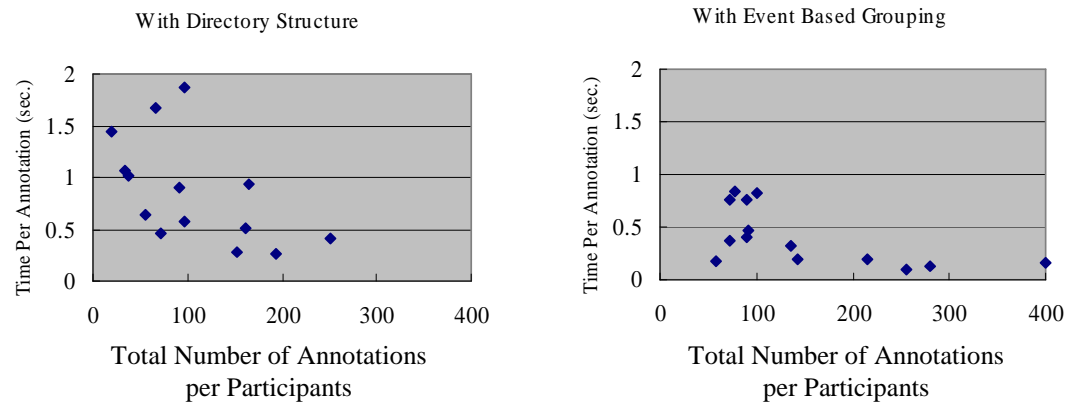 With Directory Structure
Time Per Annotation (sec.)
2
1.5
1
0.5
0
0 100 200 300 400
Total Number of Annotations
per Participants
With Event Based Grouping
Time Per Annotation (sec.)
2
1.5
1
0.5
0
0 100 200 300 400
Total Number of Annotations
per Participants